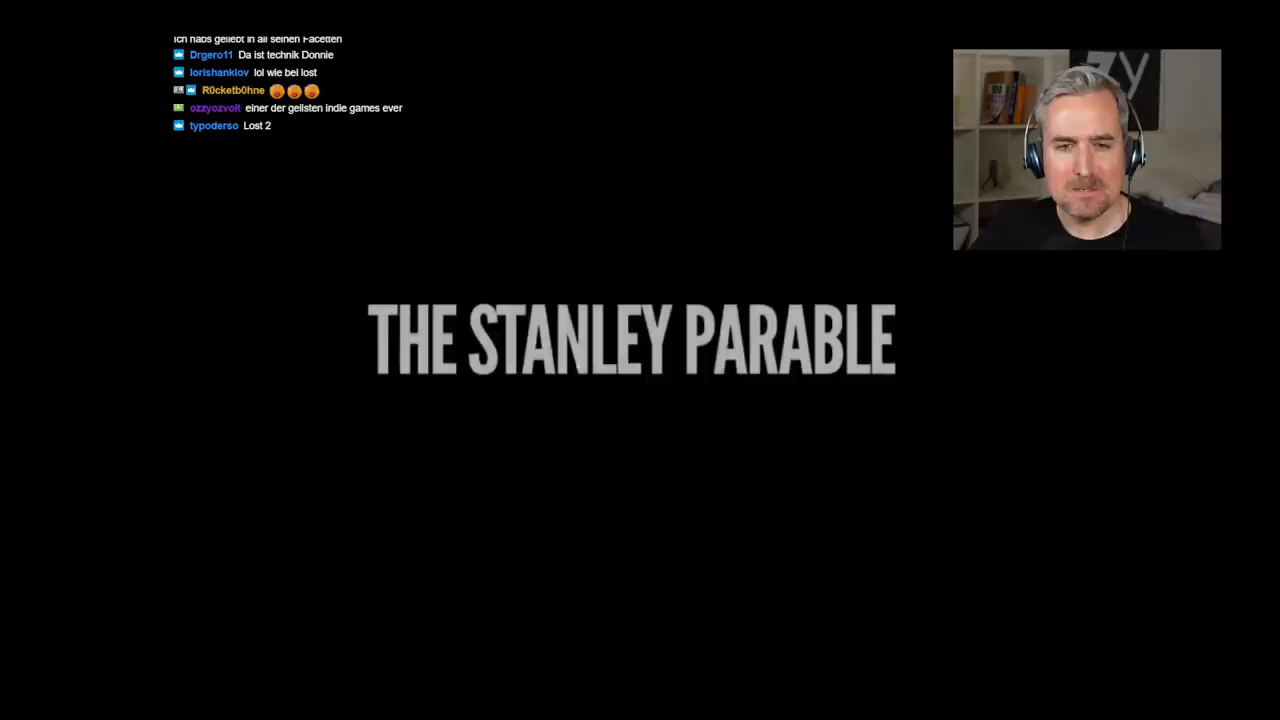 Ich habs geliebt in all seinen Facetten
Drgero11 Da ist technik Donnie
lorishanklov lol wie bei lost
R0cketb0hne
ozzyozvolt einer der geilsten indie games ever
typoderso Lost 2
THE STANLEY PARABLE